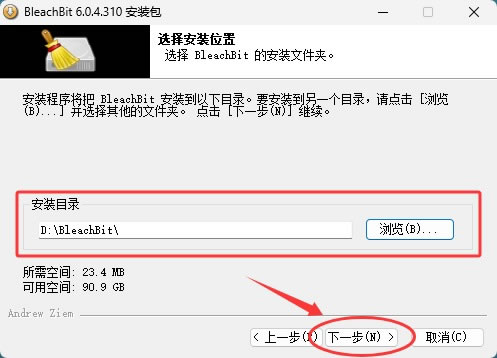 BleachBit 6.0.4.310 安装包
选择安装位置
选择 BleachBit 的安装文件夹。
安装程序将把 BleachBit 安装到以下目录。要安装到另一个目录，请点击 [浏览
(B)...] 并选择其他的文件夹。 点击 [下一步(N)] 继续。
安装目录
D:\BleachBit\
浏览(B)...
所需空间: 23.4 MB
可用空间: 90.9 GB
Andrew Ziem
< 上一步(P) 下一步(N) > 取消(C)